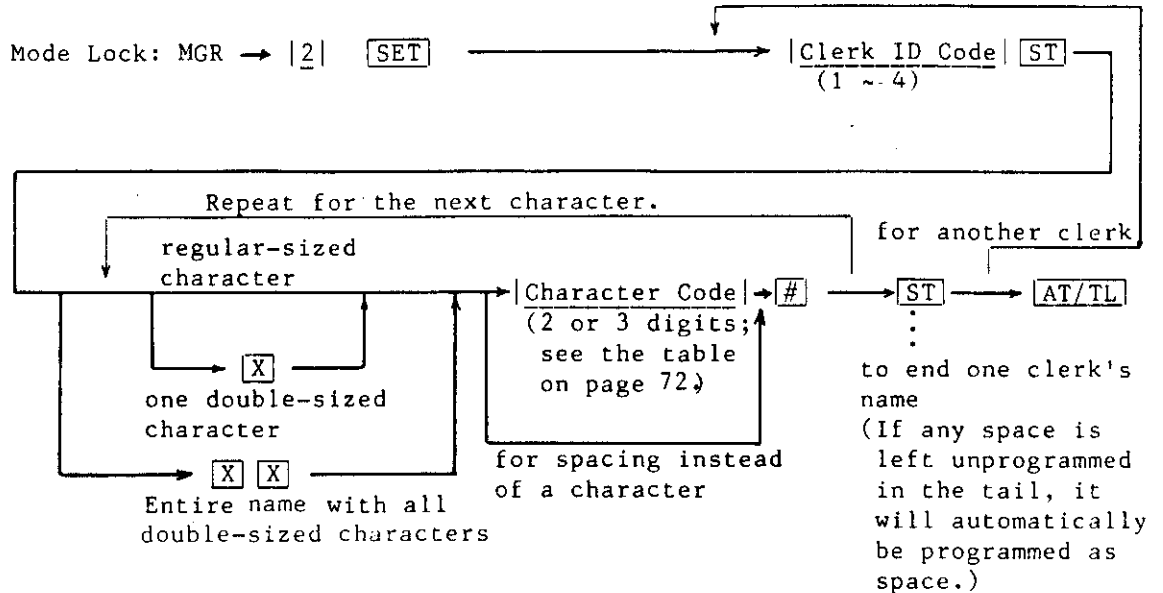 Mode Lock: MGR → |2| [SET] → |Clerk ID Code| [ST]
(1 ~ 4)
Repeat for the next character.
for another clerk
regular-sized
character
|Character Code| → [#] → [ST] → [AT/TL]
(2 or 3 digits;
see the table
on page 72.)
[X]
one double-sized
character
[X] [X]
Entire name with all
double-sized characters
for spacing instead
of a character
to end one clerk's
name
(If any space is
left unprogrammed
in the tail, it
will automatically
be programmed as
space.)